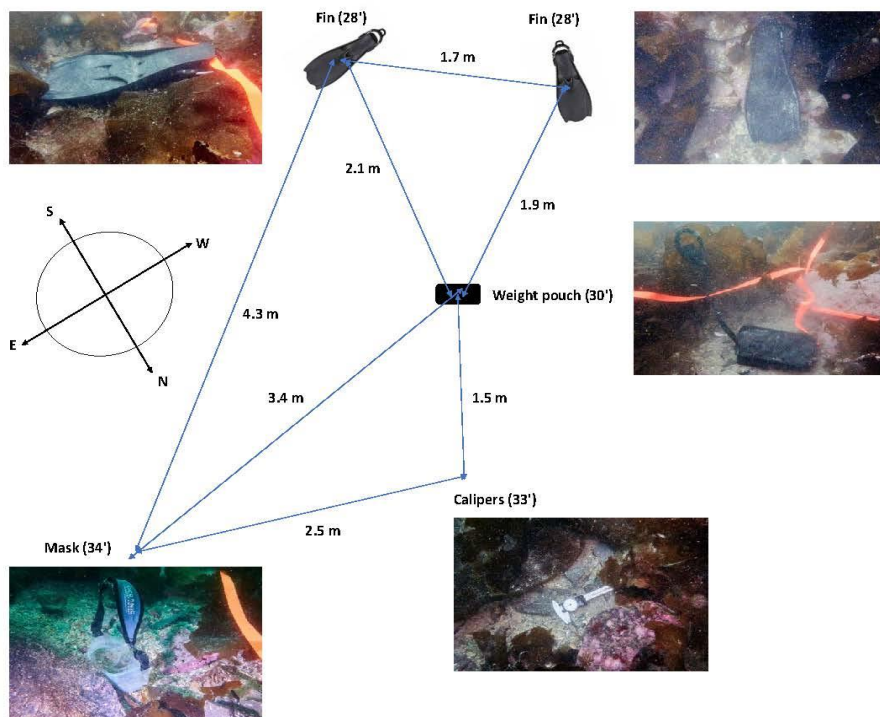 Fin (28')
Fin (28')
1.7 m
2.1 m
1.9 m
S
W
Weight pouch (30')
4.3 m
E
N
3.4 m
1.5 m
Calipers (33')
2.5 m
Mask (34')